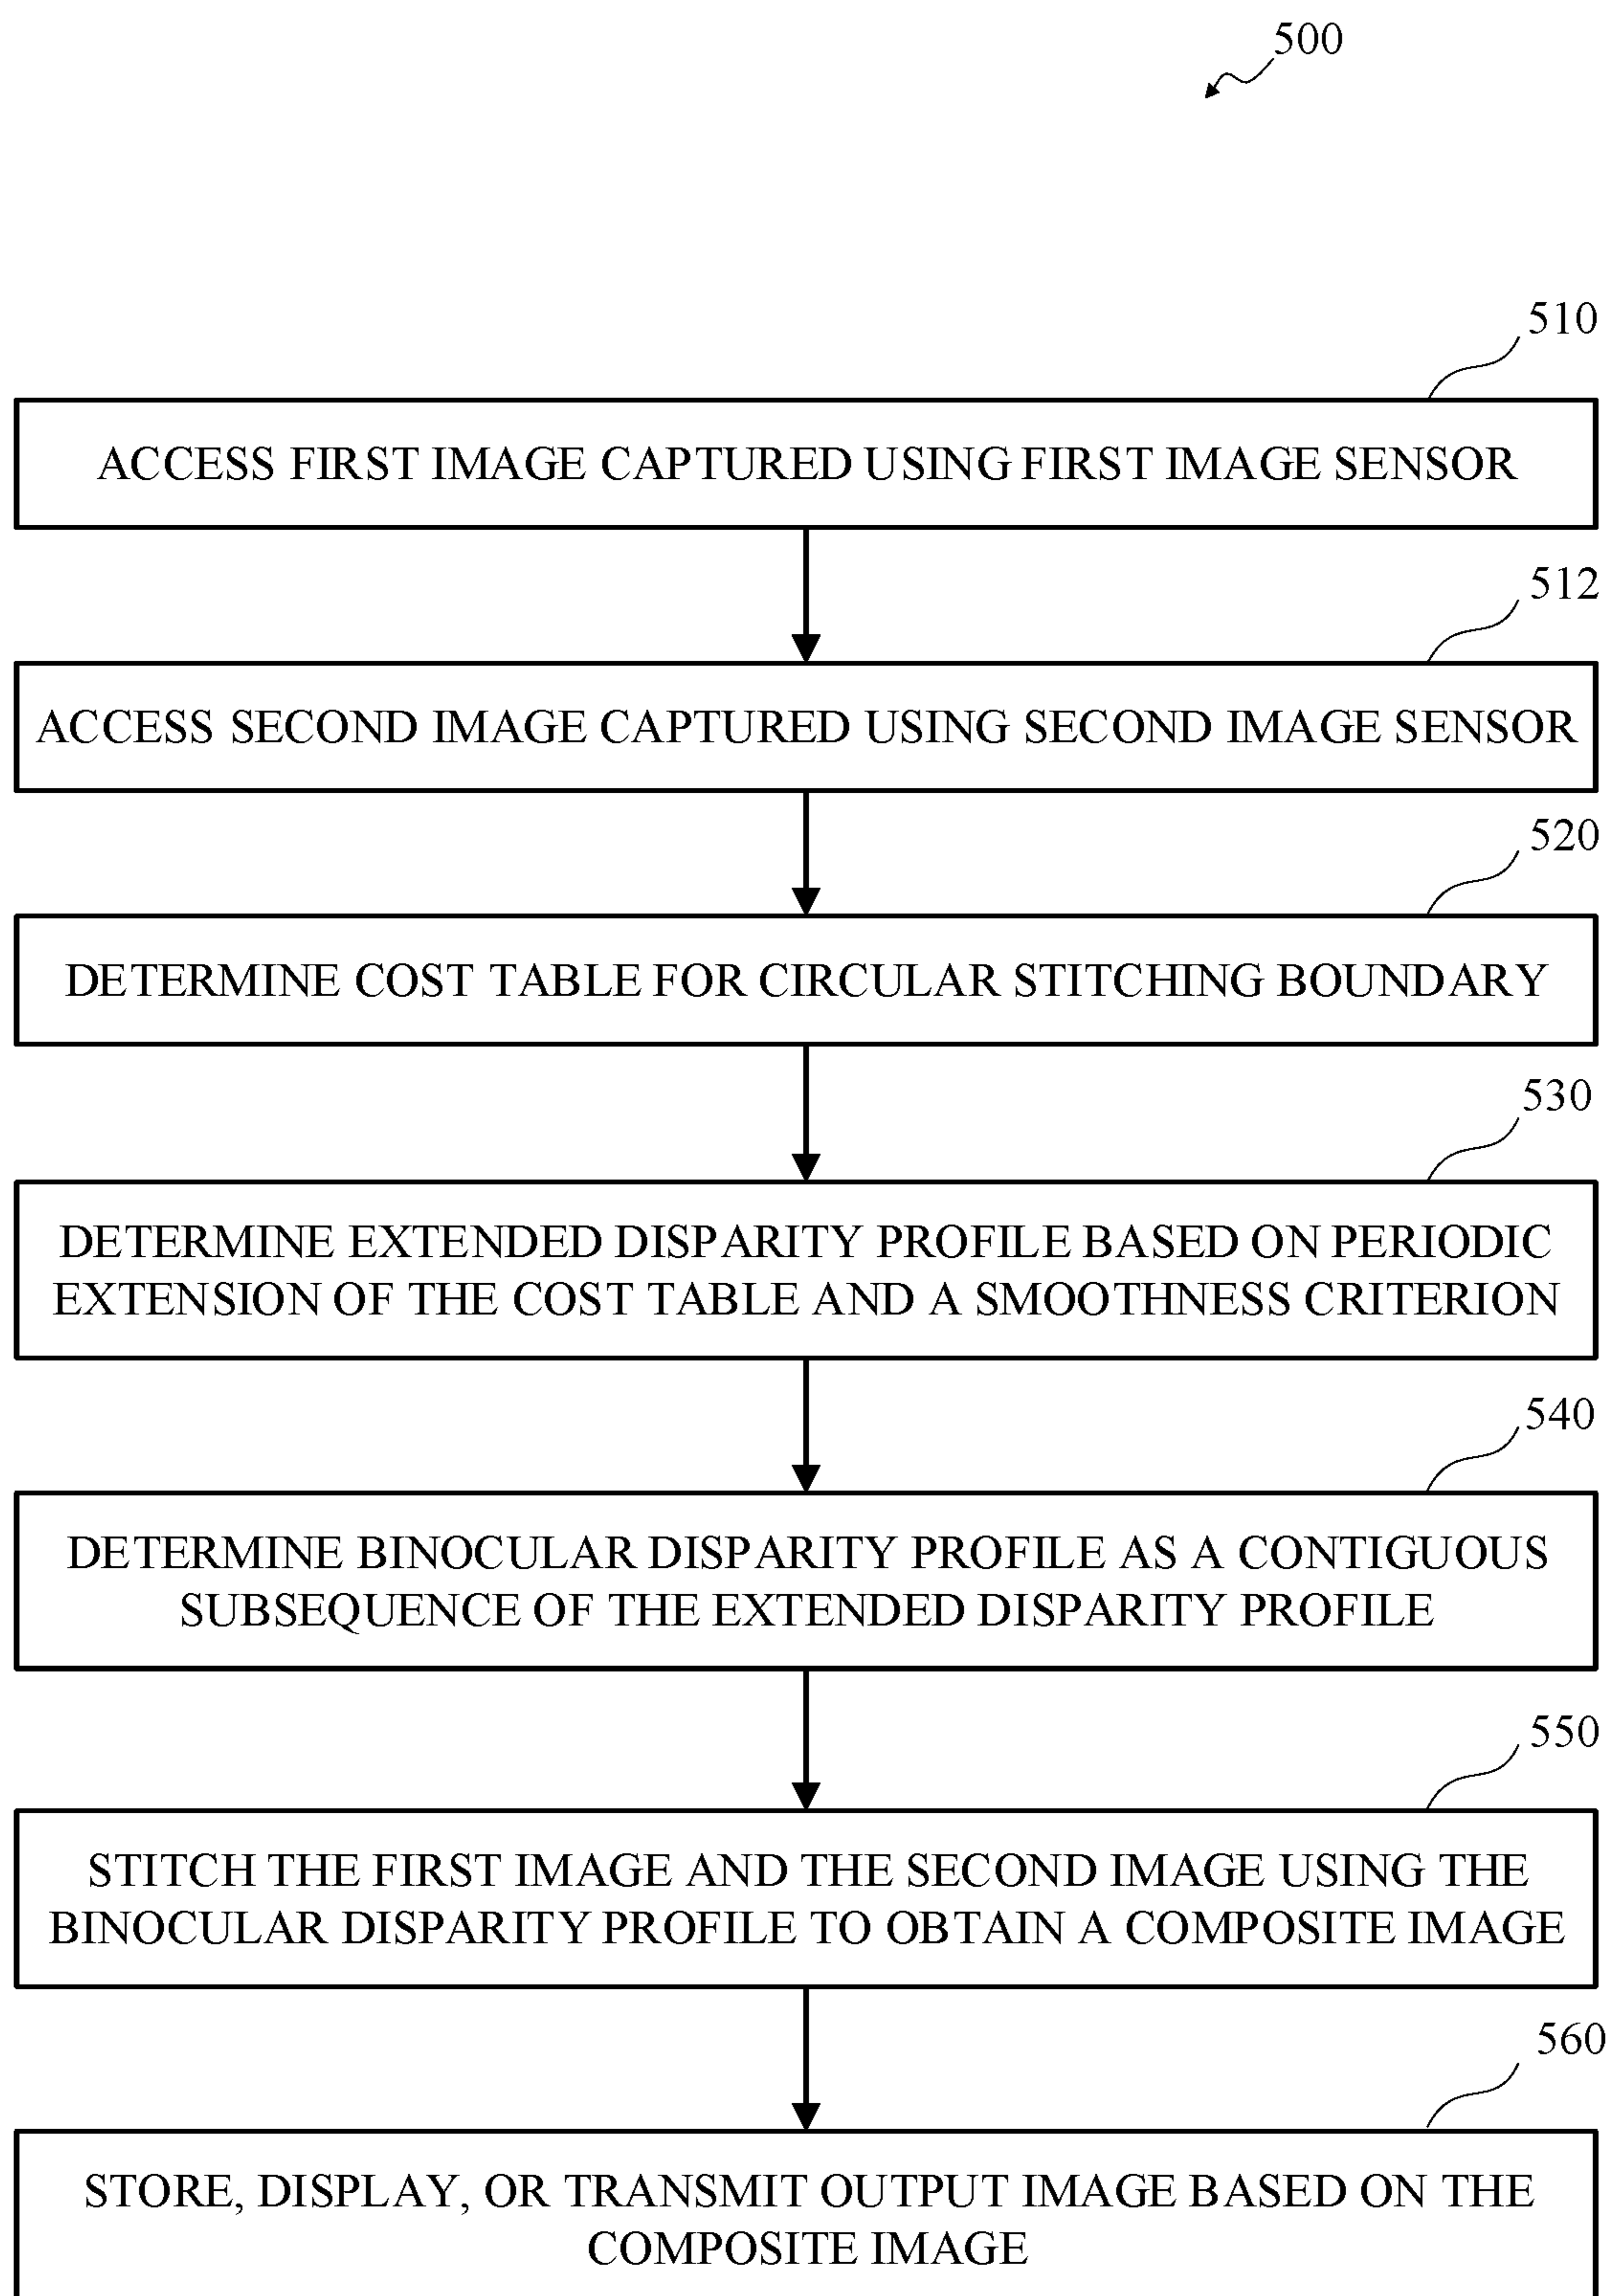 500
510
ACCESS FIRST IMAGE CAPTURED USING FIRST IMAGE SENSOR
512
ACCESS SECOND IMAGE CAPTURED USING SECOND IMAGE SENSOR
520
DETERMINE COST TABLE FOR CIRCULAR STITCHING BOUNDARY
530
DETERMINE EXTENDED DISPARITY PROFILE BASED ON PERIODIC
EXTENSION OF THE COST TABLE AND A SMOOTHNESS CRITERION
540
DETERMINE BINOCULAR DISPARITY PROFILE AS A CONTIGUOUS
SUBSEQUENCE OF THE EXTENDED DISPARITY PROFILE
550
STITCH THE FIRST IMAGE AND THE SECOND IMAGE USING THE
BINOCULAR DISPARITY PROFILE TO OBTAIN A COMPOSITE IMAGE
560
STORE, DISPLAY, OR TRANSMIT OUTPUT IMAGE BASED ON THE
COMPOSITE IMAGE